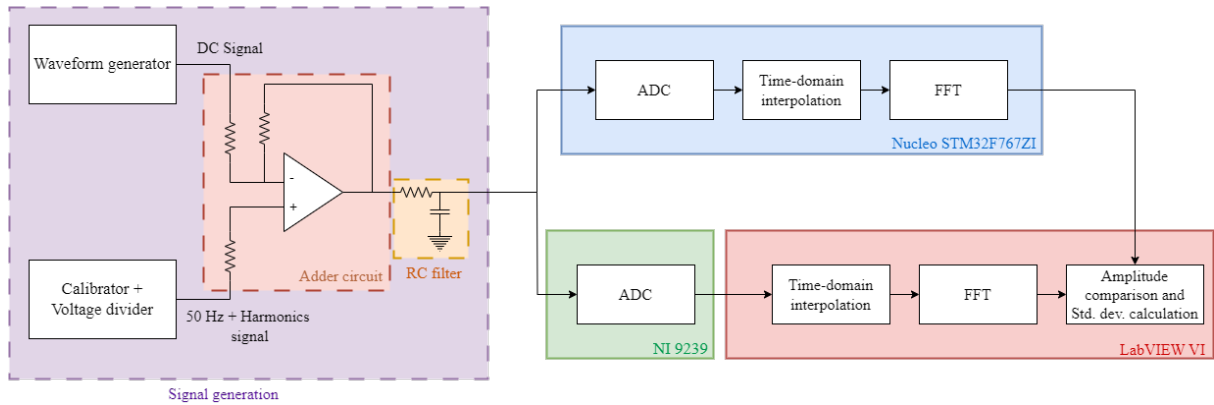 Waveform generator
DC Signal
-
+
Adder circuit
RC filter
Calibrator +
Voltage divider
50 Hz + Harmonics
signal
Signal generation
ADC
Time-domain
interpolation
FFT
Nucleo STM32F767ZI
ADC
NI 9239
Time-domain
interpolation
FFT
Amplitude
comparison and
Std. dev. calculation
LabVIEW VI